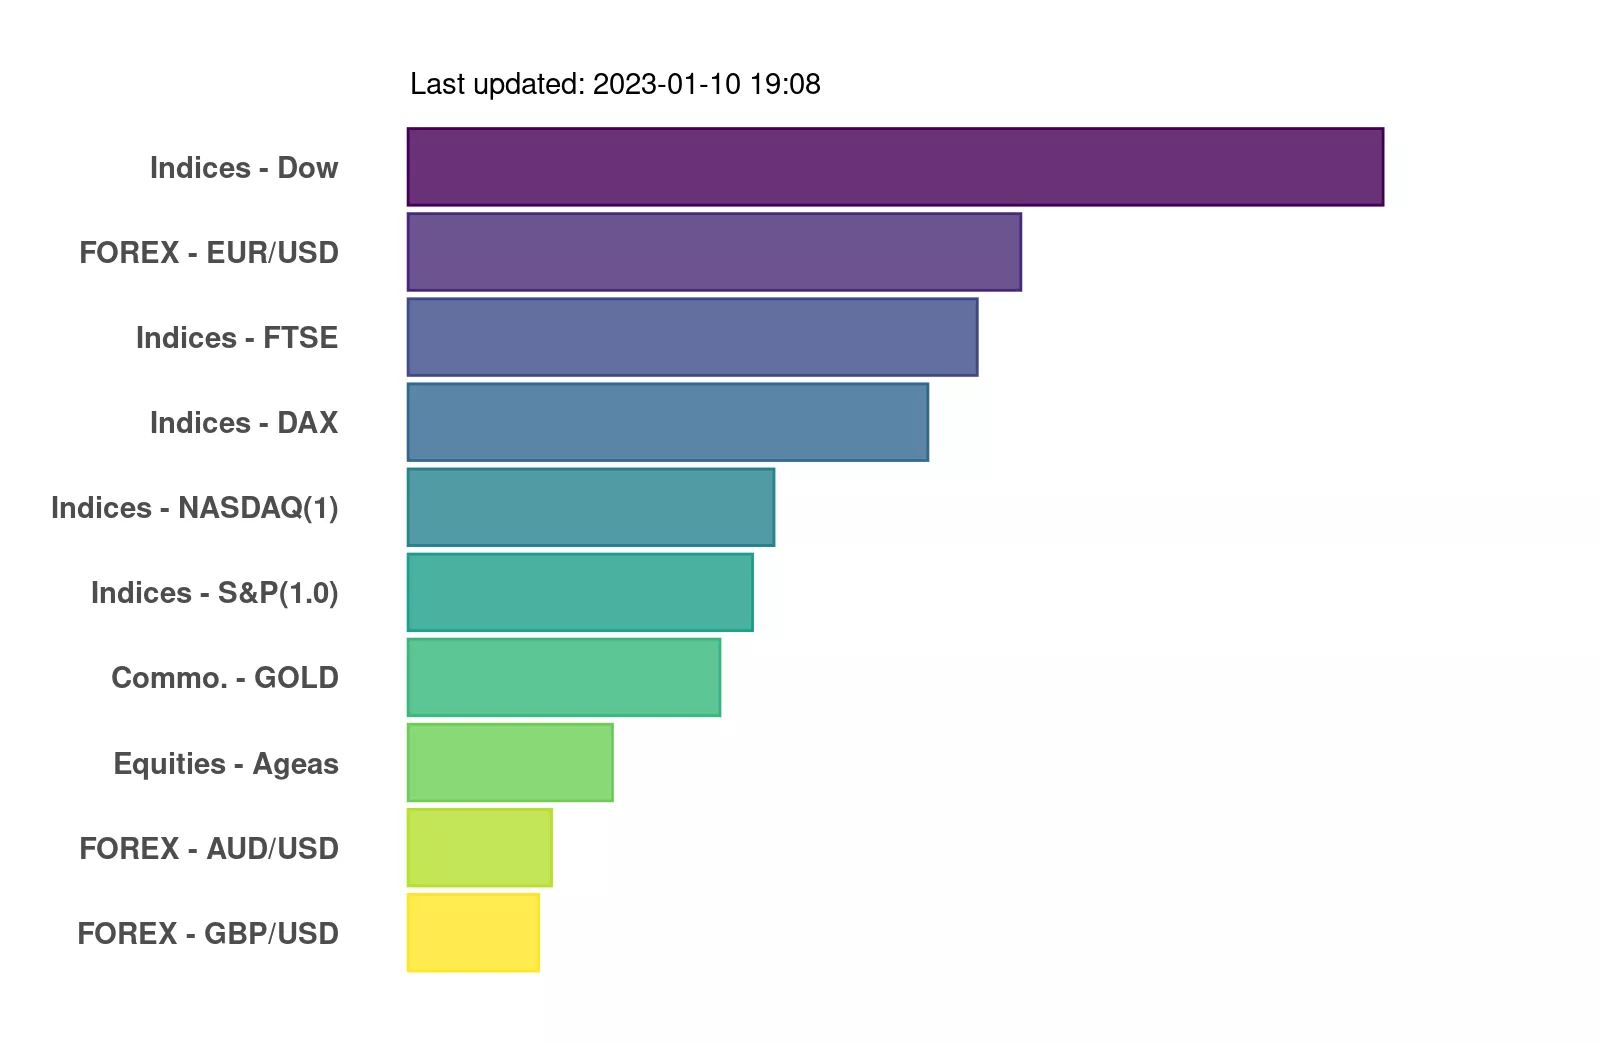 Last updated: 2023-01-10 19:08
Indices - Dow
FOREX - EUR/USD
Indices - FTSE
Indices - DAX
Indices - NASDAQ(1)
Indices - S&P(1.0)
Commo. - GOLD
Equities - Ageas
FOREX - AUD/USD
FOREX - GBP/USD